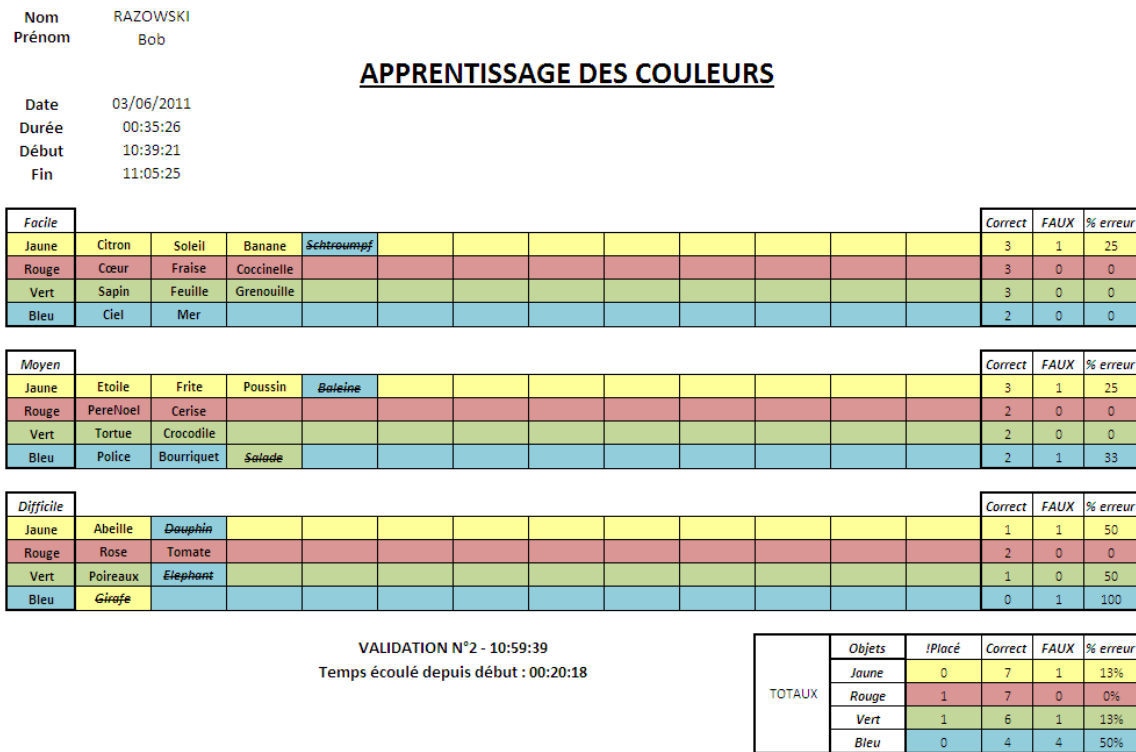 Nom RAZOWSKI
Prénom Bob
APPRENTISSAGE DES COULEURS
Date 03/06/2011
Durée 00:35:26
Début 10:39:21
Fin 11:05:25
Facile Correct FAUX % erreur
Jaune Citron Soleil Banane Schtroumpf 3 1 25
Rouge Cœur Fraise Coccinelle 3 0 0
Vert Sapin Feuille Grenouille 3 0 0
Bleu Ciel Mer 2 0 0
Moyen Correct FAUX % erreur
Jaune Etoile Frite Poussin Baleine 3 1 25
Rouge PereNoel Cerise 2 0 0
Vert Tortue Crocodile 2 0 0
Bleu Police Bourriquet Salade 2 1 33
Difficile Correct FAUX % erreur
Jaune Abeille Dauphin 1 1 50
Rouge Rose Tomate 2 0 0
Vert Poireaux Elephant 1 0 50
Bleu Girafe 0 1 100
VALIDATION N°2 - 10:59:39
Temps écoulé depuis début : 00:20:18
TOTAUX
Objets !Placé Correct FAUX % erreur
Jaune 0 7 1 13%
Rouge 1 7 0 0%
Vert 1 6 1 13%
Bleu 0 4 4 50%